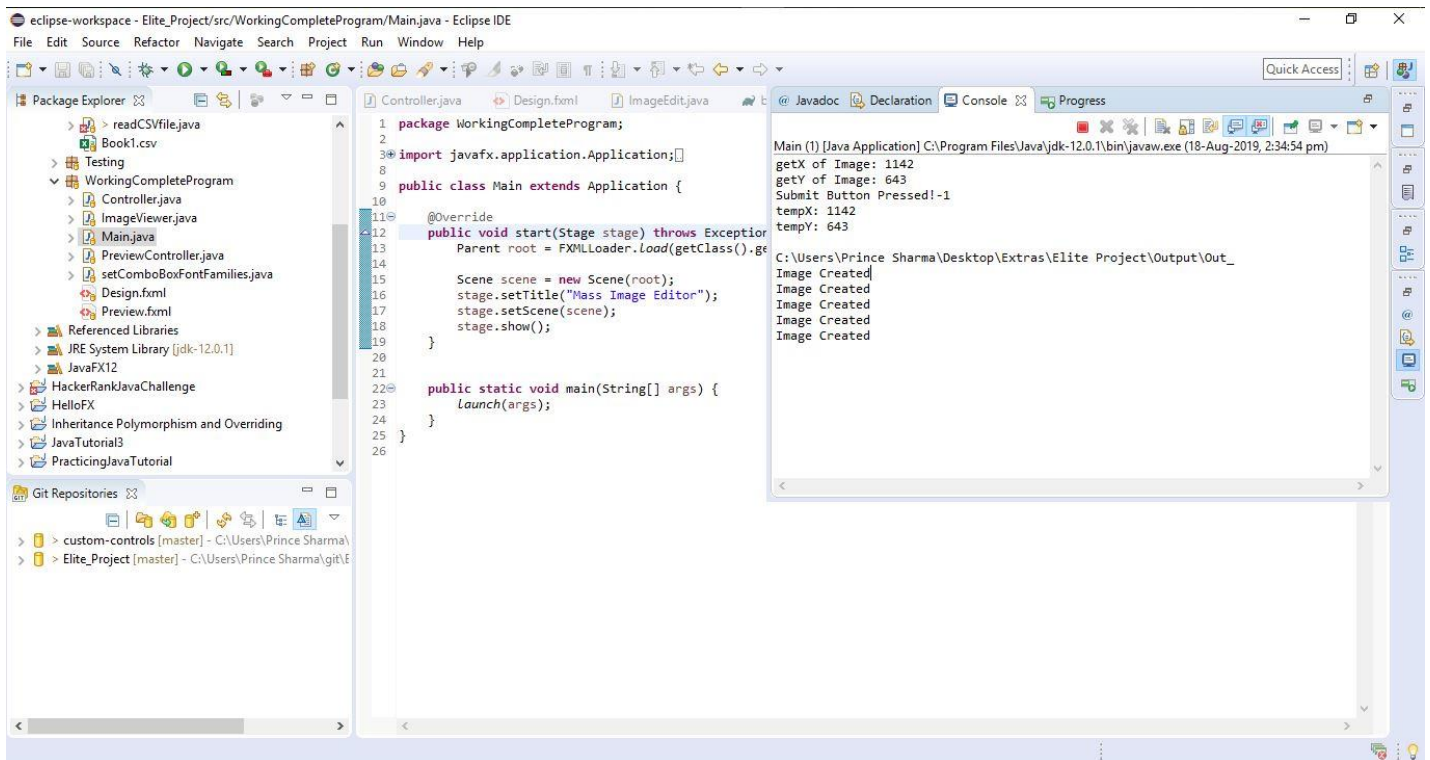 eclipse-workspace - Elite_Project/src/WorkingCompleteProgram/Main.java - Eclipse IDE
File Edit Source Refactor Navigate Search Project Run Window Help
Quick Access
Package Explorer
> readCSVfile.java
Book1.csv
Testing
WorkingCompleteProgram
Controller.java
ImageViewer.java
Main.java
PreviewController.java
setComboBoxFontFamilies.java
Design.fxml
Preview.fxml
Referenced Libraries
JRE System Library [jdk-12.0.1]
JavaFX12
HackerRankJavaChallenge
HelloFX
Inheritance Polymorphism and Overriding
JavaTutorial3
PracticingJavaTutorial
Git Repositories
> custom-controls [master] - C:\Users\Prince Sharma\
> Elite_Project [master] - C:\Users\Prince Sharma\git\E
Controller.java Design.fxml ImageEdit.java b
1 package WorkingCompleteProgram;
2
3 import javafx.application.Application;
8
9 public class Main extends Application {
10
11 @Override
12 public void start(Stage stage) throws Exception
13 Parent root = FXMLLoader.load(getClass().ge
14
15 Scene scene = new Scene(root);
16 stage.setTitle("Mass Image Editor");
17 stage.setScene(scene);
18 stage.show();
19 }
20
21
22 public static void main(String[] args) {
23 launch(args);
24 }
25 }
26
@ Javadoc Declaration Console Progress
Main (1) [Java Application] C:\Program Files\Java\jdk-12.0.1\bin\javaw.exe (18-Aug-2019, 2:34:54 pm)
getX of Image: 1142
getY of Image: 643
Submit Button Pressed!-1
tempX: 1142
tempY: 643
C:\Users\Prince Sharma\Desktop\Extras\Elite Project\Output\Out_
Image Created
Image Created
Image Created
Image Created
Image Created